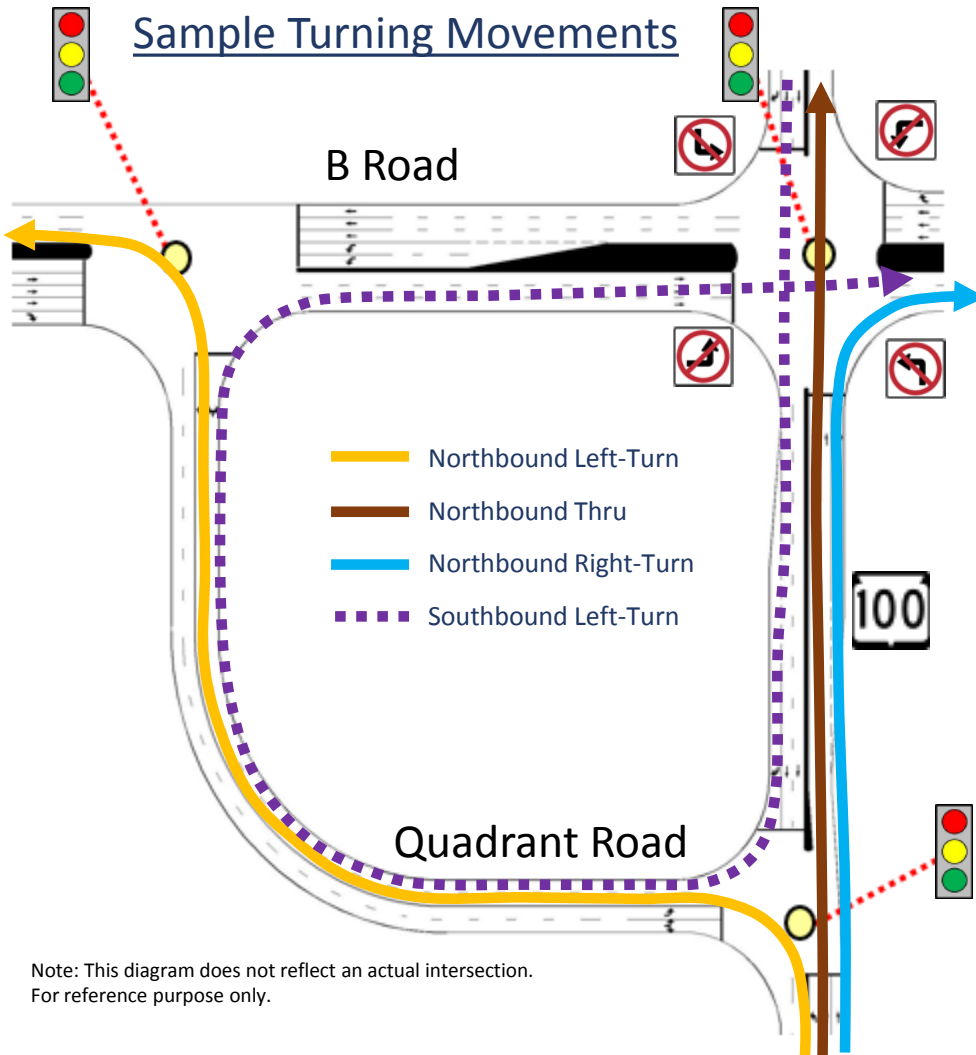 Sample Turning Movements
B Road
Northbound Left-Turn
Northbound Thru
Northbound Right-Turn
Southbound Left-Turn
100
Quadrant Road
Note: This diagram does not reflect an actual intersection.
For reference purpose only.